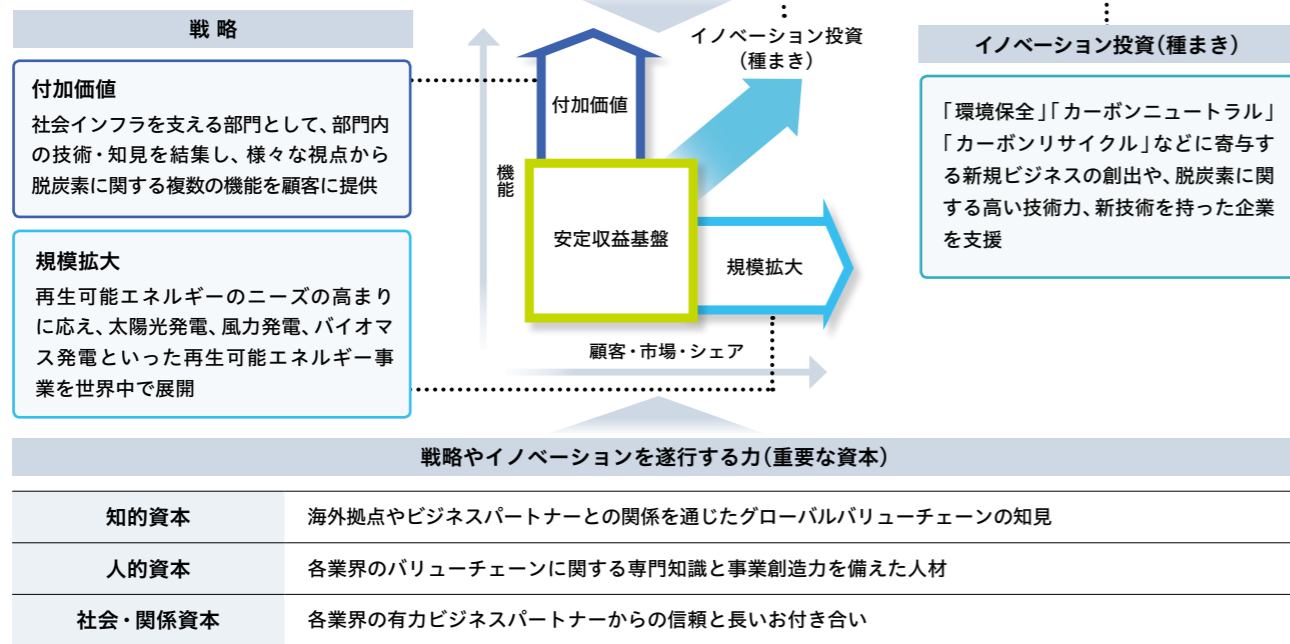 戦 略
付加価値
社会インフラを支える部門として、部門内
の技術・知見を結集し、様々な視点から
脱炭素に関する複数の機能を顧客に提供
規模拡大
再生可能エネルギーのニーズの高まり
に応え、太陽光発電、風力発電、バイオマ
ス発電といった再生可能エネルギー事
業を世界中で展開
機能
付加価値
イノベーション投資
(種まき)
安定収益基盤
規模拡大
顧客・市場・シェア
イノベーション投資(種まき)
「環境保全」「カーボンニュートラル」
「カーボンリサイクル」などに寄与す
る新規ビジネスの創出や、脱炭素に関
する高い技術力、新技術を持った企業
を支援
戦略やイノベーションを遂行する力(重要な資本)
知的資本 海外拠点やビジネスパートナーとの関係を通じたグローバルバリューチェーンの知見
人的資本 各業界のバリューチェーンに関する専門知識と事業創造力を備えた人材
社会・関係資本 各業界の有力ビジネスパートナーからの信頼と長いお付き合い